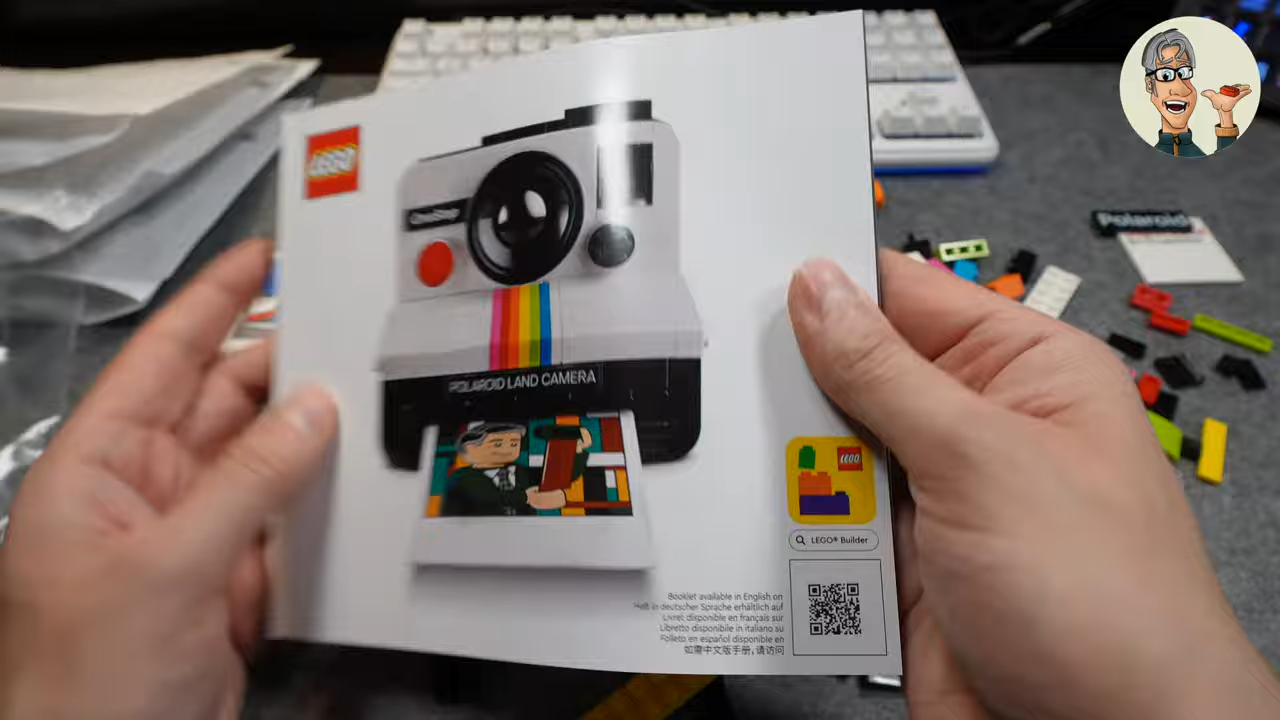 LEGO
OneStep
POLAROID LAND CAMERA
Polaroid
LEGO
LEGO® Builder
Booklet available in English on
Heft in deutscher Sprache erhältlich auf
Livret disponible en français sur
Libretto disponibile in italiano su
Folleto en español disponible en
如需中文版手册,请访问